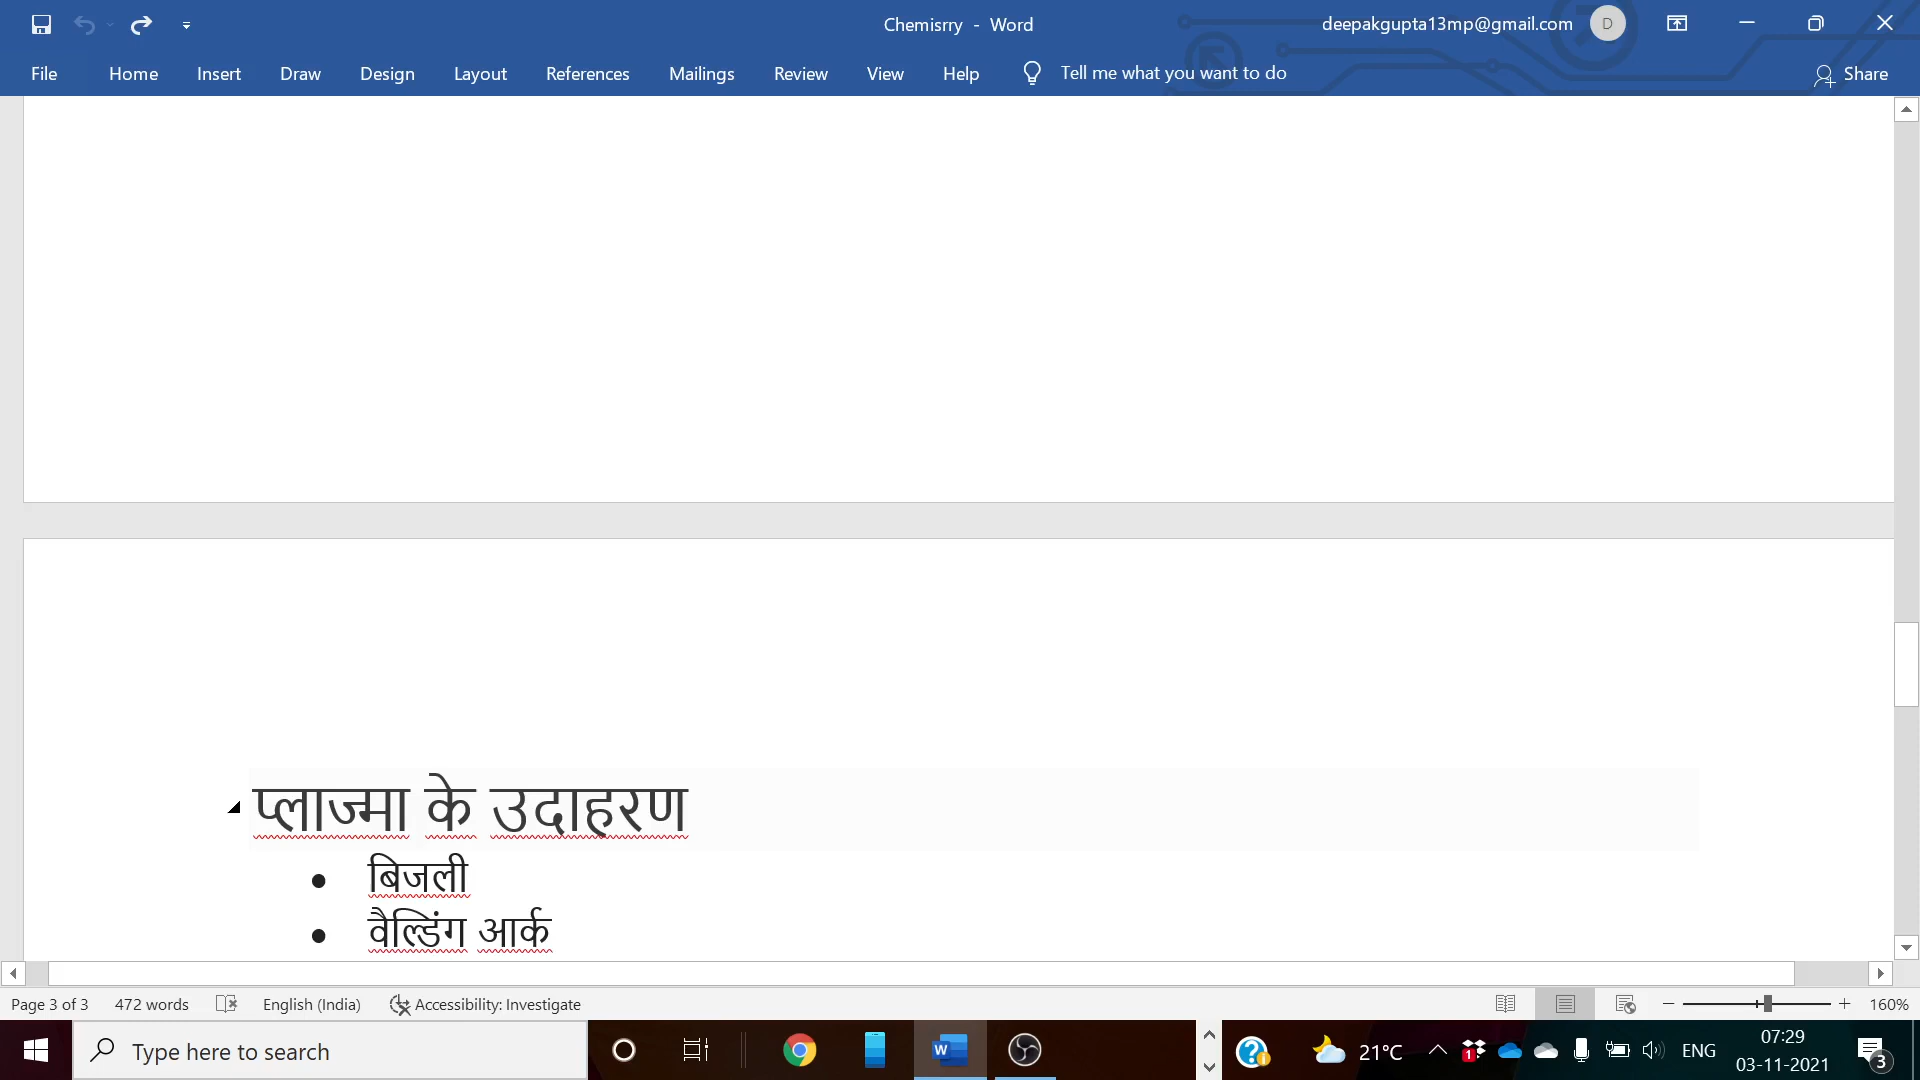 Chemisrry - Word
deepakgupta13mp@gmail.com
D
File Home Insert Draw Design Layout References Mailings Review View Help Tell me what you want to do Share
प्लाज्मा के उदाहरण
● बिजली
● वैल्डिंग आर्क
Page 3 of 3 472 words English (India) Accessibility: Investigate 160%
Type here to search
W
21°C
1
ENG
07:29
03-11-2021
3